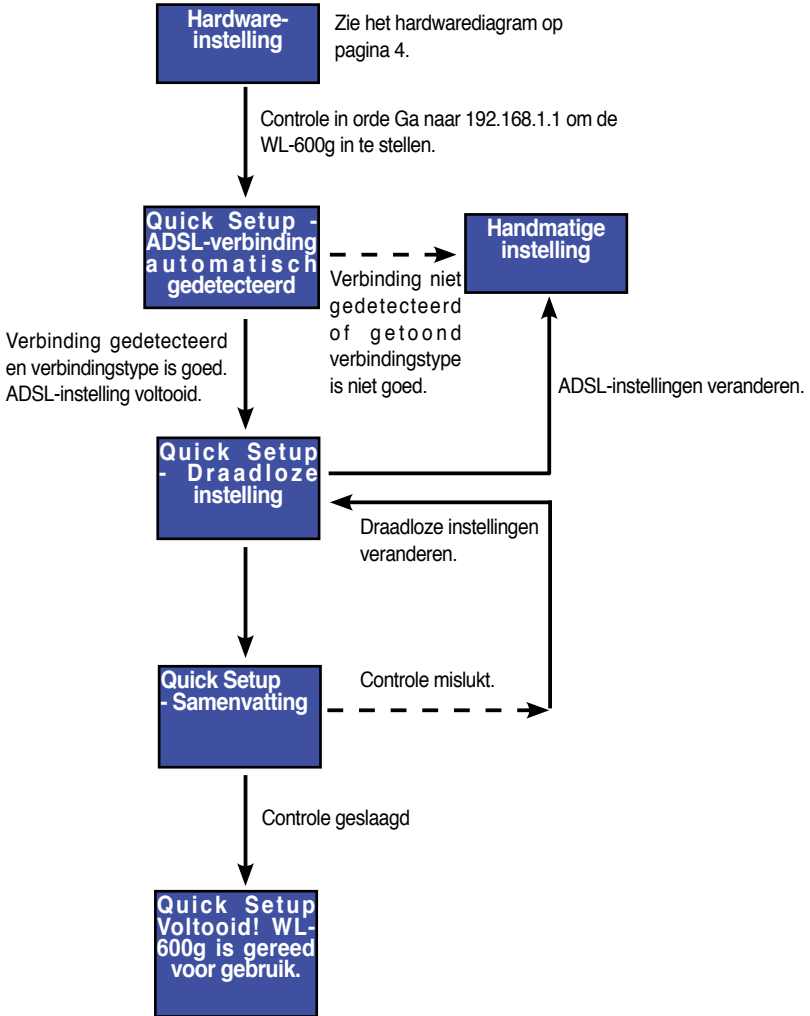 Hardware-
instelling
Zie het hardwarediagram op
pagina 4.
Controle in orde Ga naar 192.168.1.1 om de
WL-600g in te stellen.
Quick Setup -
ADSL-verbinding
automatisch
gedetecteerd
Handmatige
instelling
Verbinding niet
gedetecteerd
of getoond
verbindingstype
is niet goed.
Verbinding gedetecteerd
en verbindingstype is goed.
ADSL-instelling voltooid.
ADSL-instellingen veranderen.
Quick Setup
- Draadloze
instelling
Draadloze instellingen
veranderen.
Quick Setup
- Samenvatting
Controle mislukt.
Controle geslaagd
Quick Setup
Voltooid! WL-
600g is gereed
voor gebruik.